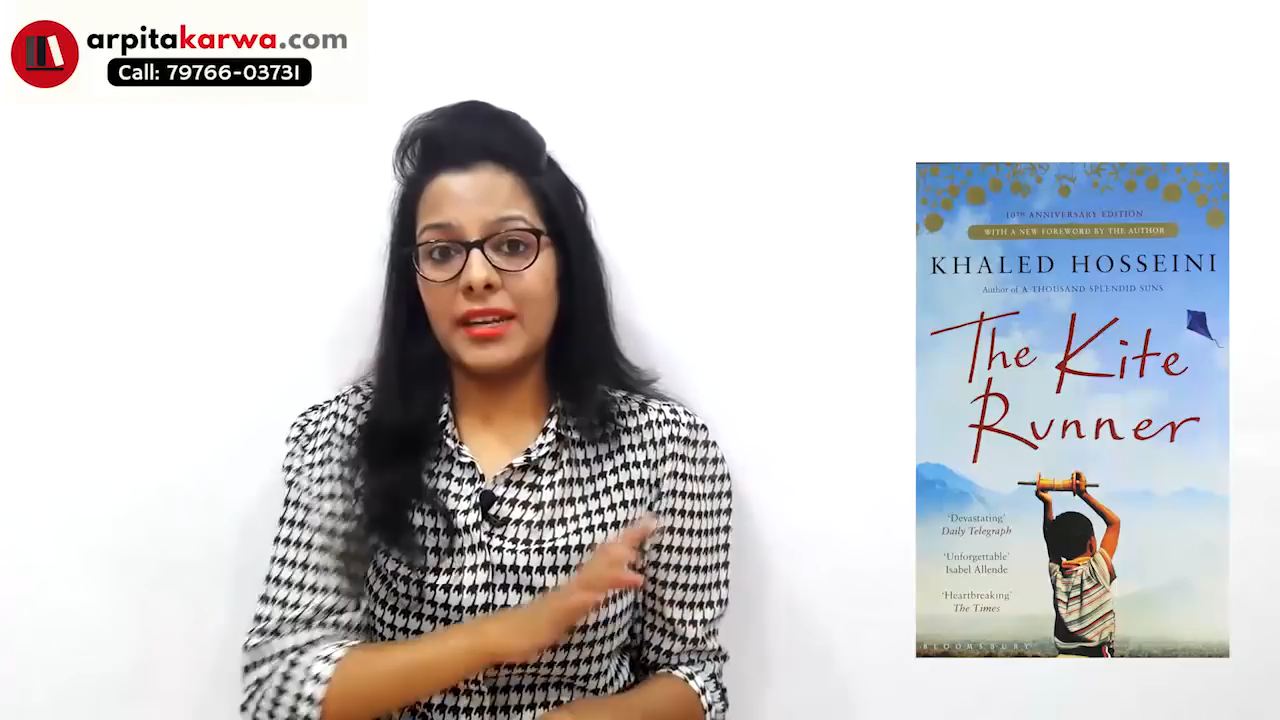 arpitakarwa.com
Call: 79766-03731
10TH ANNIVERSARY EDITION
WITH A NEW FOREWORD BY THE AUTHOR
KHALED HOSSEINI
Author of A THOUSAND SPLENDID SUNS
The Kite
Runner
'Devastating'
Daily Telegraph
'Unforgettable'
Isabel Allende
'Heartbreaking'
The Times
BLOOMSBURY